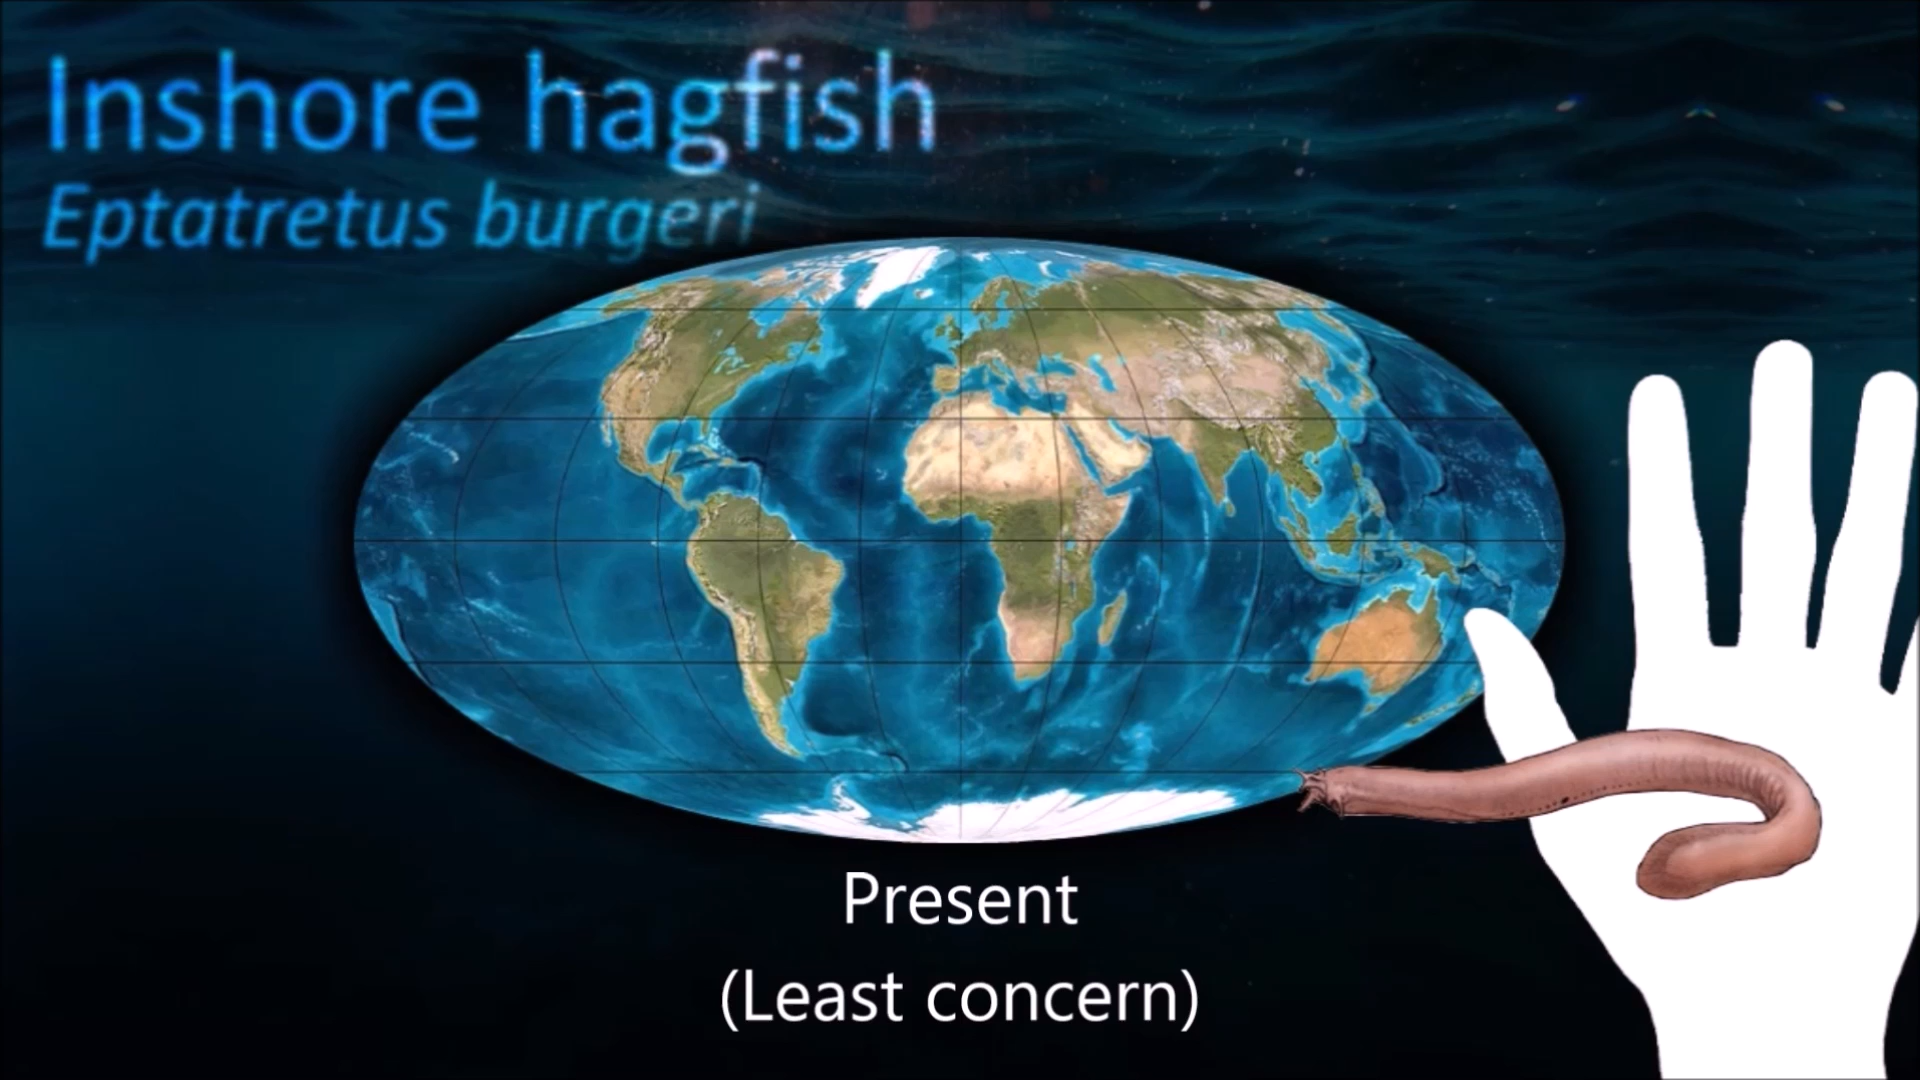 Inshore hagfish
Eptatretus burgeri
Present
(Least concern)